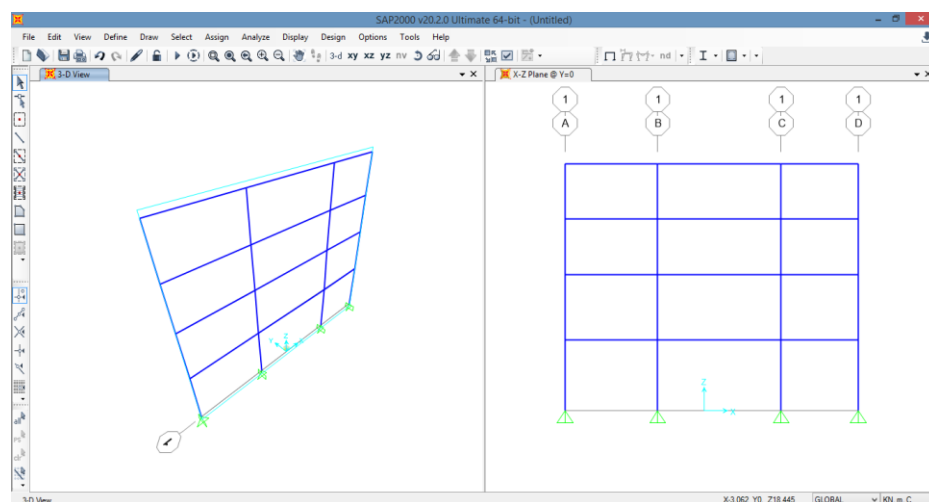 SAP2000 v20.2.0 Ultimate 64-bit - (Untitled)
File Edit View Define Draw Select Assign Analyze Display Design Options Tools Help
3-d xy xz yz nv nd
3-D View
X-Z Plane @ Y=0
1 1 1 1
A B C D
Z
X
Z
Y X
3-D View
X-3.062 Y0. Z18.445 GLOBAL KN, m, C